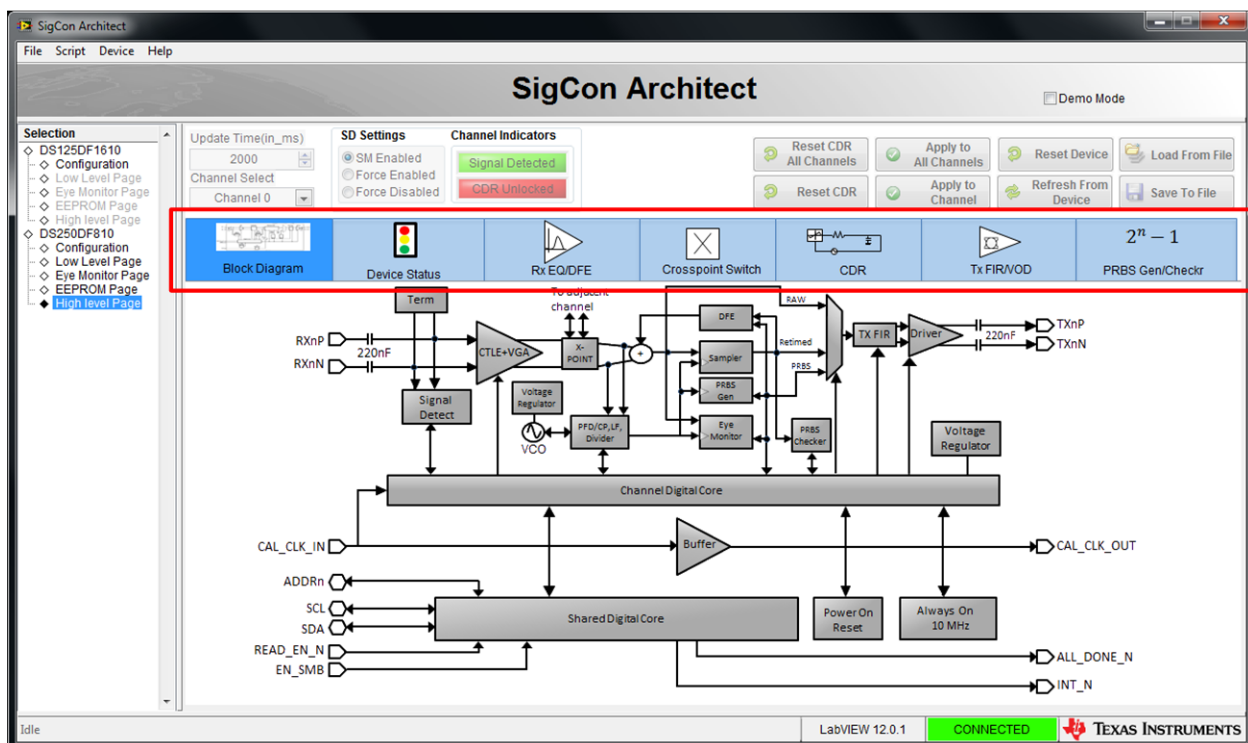 SigCon Architect
File Script Device Help
SigCon Architect
Demo Mode
Selection
DS125DF1610
Configuration
Low Level Page
Eye Monitor Page
EEPROM Page
High level Page
DS250DF810
Configuration
Low Level Page
Eye Monitor Page
EEPROM Page
High level Page
Update Time(in_ms)
2000
Channel Select
Channel 0
SD Settings
SM Enabled
Force Enabled
Force Disabled
Channel Indicators
Signal Detected
CDR Unlocked
Reset CDR
All Channels
Apply to
All Channels
Reset Device
Load From File
Reset CDR
Apply to
Channel
Refresh From
Device
Save To File
Block Diagram
Device Status
Rx EQ/DFE
Crosspoint Switch
CDR
Tx FIR/VOD
2ⁿ − 1
PRBS Gen/Checkr
Term
To adjacent
channel
RAW
DFE
RXnP
RXnN
220nF
CTLE+VGA
X-
POINT
+
Sampler
Retimed
PRBS
TX FIR
Driver
220nF
TXnP
TXnN
Signal
Detect
Voltage
Regulator
VCO
PFD/CP,LF,
Divider
PRBS
Gen
Eye
Monitor
PRBS
checker
Voltage
Regulator
Channel Digital Core
CAL_CLK_IN
Buffer
CAL_CLK_OUT
ADDRn
SCL
SDA
READ_EN_N
EN_SMB
Shared Digital Core
Power On
Reset
Always On
10 MHz
ALL_DONE_N
INT_N
Idle
LabVIEW 12.0.1
CONNECTED
TEXAS INSTRUMENTS